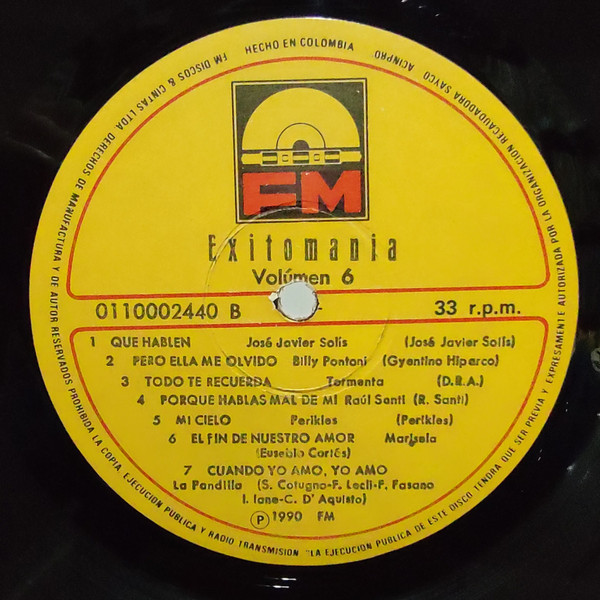 FM DISCOS & CINTAS LTDA. DERECHOS DE MANUFACTURA Y DE AUTOR RESERVADOS PROHIBIDA LA COPIA, EJECUCION PUBLICA Y RADIO TRANSMISION "LA EJECUCION PUBLICA DE ESTE DISCO TENDRA QUE SER PREVIA Y EXPRESAMENTE AUTORIZADA POR LA ORGANIZACION RECAUDADORA SAYCO ACINPRO
HECHO EN COLOMBIA
FM
Exitomania
Volúmen 6
0110002440 B 33 r.p.m.
1 QUE HABLEN José Javier Solis (José Javier Solis)
2 PERO ELLA ME OLVIDO Billy Pontoni (Gyentino Hiparco)
3 TODO TE RECUERDA Tormenta (D.R.A.)
4 PORQUE HABLAS MAL DE MI Raúl Santi (R. Santi)
5 MI CIELO Perikles (Perikles)
6 EL FIN DE NUESTRO AMOR Marisela
(Eusebio Cortés)
7 CUANDO YO AMO, YO AMO
La Pandilla (S. Cotugno-F. Lecli-F. Fasano
I. Iane-C. D' Aquisto)
℗ 1990 FM